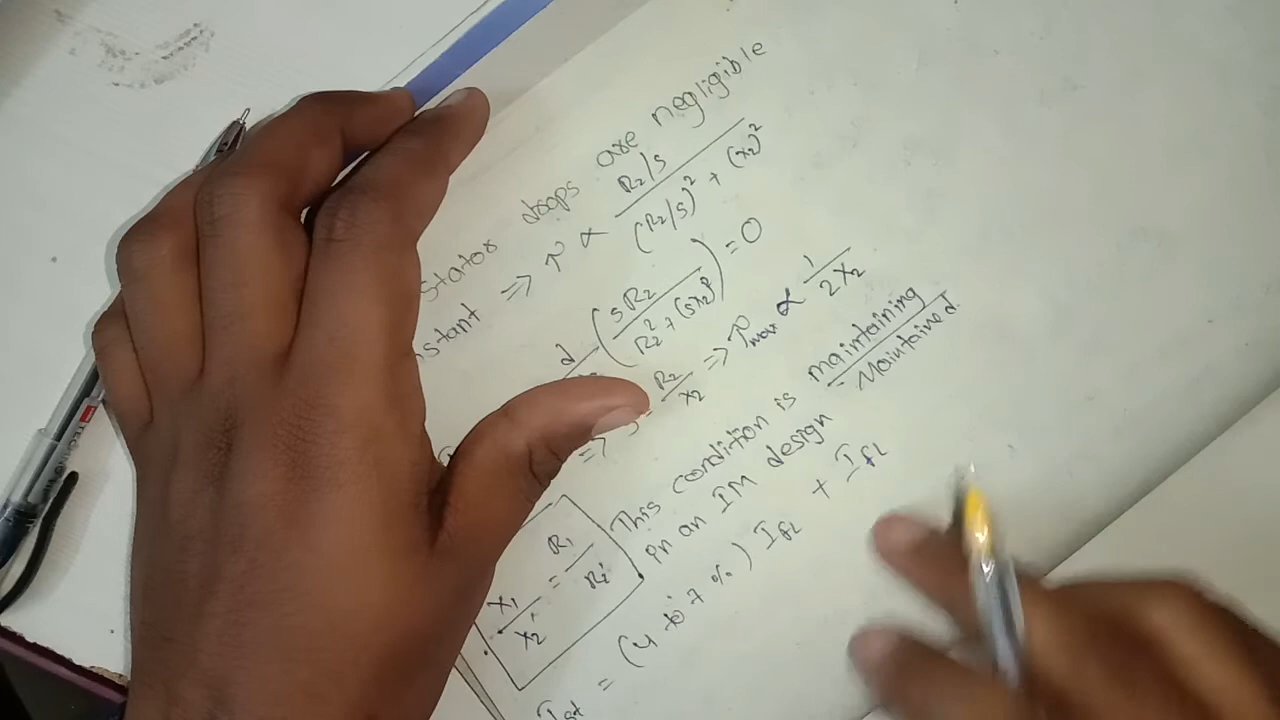 Stator drops are negligible
stant => τ ∝ (R2/s) / ((R2/s)² + (x2)²)
d (sR2 / (R2² + (sx2)²)) = 0
=> R2/x2 => τmax ∝ 1/2X2
This condition is maintaining
in an IM design = Maintained
X1/X2' = R1/R2'
Ist = (4 to 7%) Ifl + Ifl